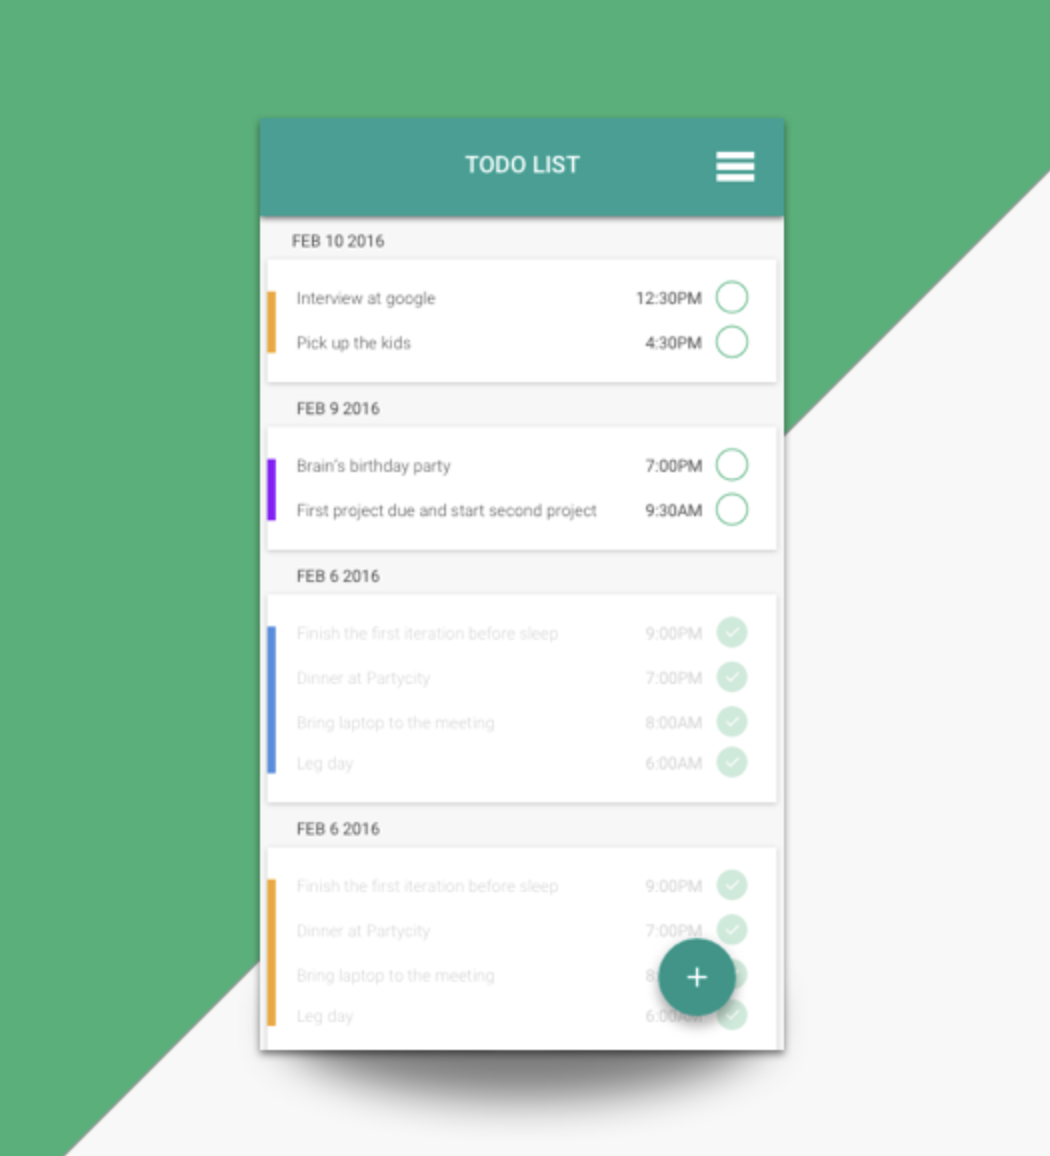 TODO LIST
FEB 10 2016
Interview at google 12:30PM
Pick up the kids 4:30PM
FEB 9 2016
Brain's birthday party 7:00PM
First project due and start second project 9:30AM
FEB 6 2016
Finish the first iteration before sleep 9:00PM
Dinner at Partycity 7:00PM
Bring laptop to the meeting 8:00AM
Leg day 6:00AM
FEB 6 2016
Finish the first iteration before sleep 9:00PM
Dinner at Partycity 7:00PM
Bring laptop to the meeting
Leg day 6:00AM